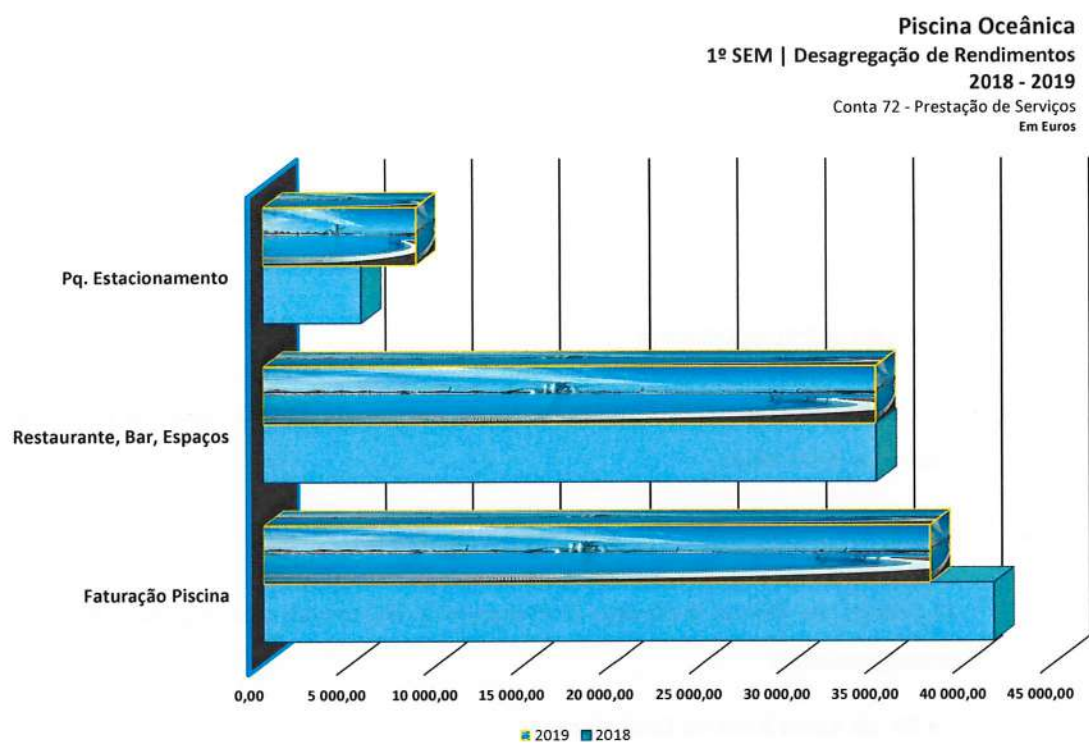 Piscina Oceânica
1º SEM | Desagregação de Rendimentos
2018 - 2019
Conta 72 - Prestação de Serviços
Em Euros
Pq. Estacionamento
Restaurante, Bar, Espaços
Faturação Piscina
0,00 5 000,00 10 000,00 15 000,00 20 000,00 25 000,00 30 000,00 35 000,00 40 000,00 45 000,00
2019 2018